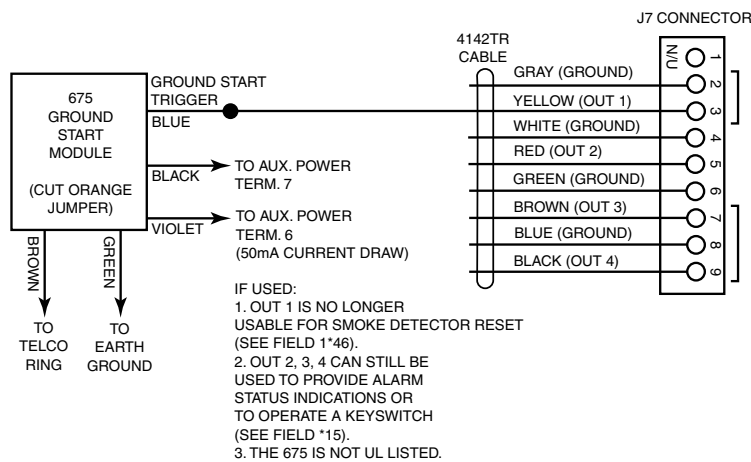 J7 CONNECTOR
4142TR
CABLE
N/U
1
GRAY (GROUND)
2
YELLOW (OUT 1)
3
WHITE (GROUND)
4
RED (OUT 2)
5
GREEN (GROUND)
6
BROWN (OUT 3)
7
BLUE (GROUND)
8
BLACK (OUT 4)
9
675
GROUND
START
MODULE
(CUT ORANGE
JUMPER)
GROUND START
TRIGGER
BLUE
BLACK
TO AUX. POWER
TERM. 7
VIOLET
TO AUX. POWER
TERM. 6
(50mA CURRENT DRAW)
BROWN
GREEN
TO
TELCO
RING
TO
EARTH
GROUND
IF USED:
1. OUT 1 IS NO LONGER
USABLE FOR SMOKE DETECTOR RESET
(SEE FIELD 1*46).
2. OUT 2, 3, 4 CAN STILL BE
USED TO PROVIDE ALARM
STATUS INDICATIONS OR
TO OPERATE A KEYSWITCH
(SEE FIELD *15).
3. THE 675 IS NOT UL LISTED.